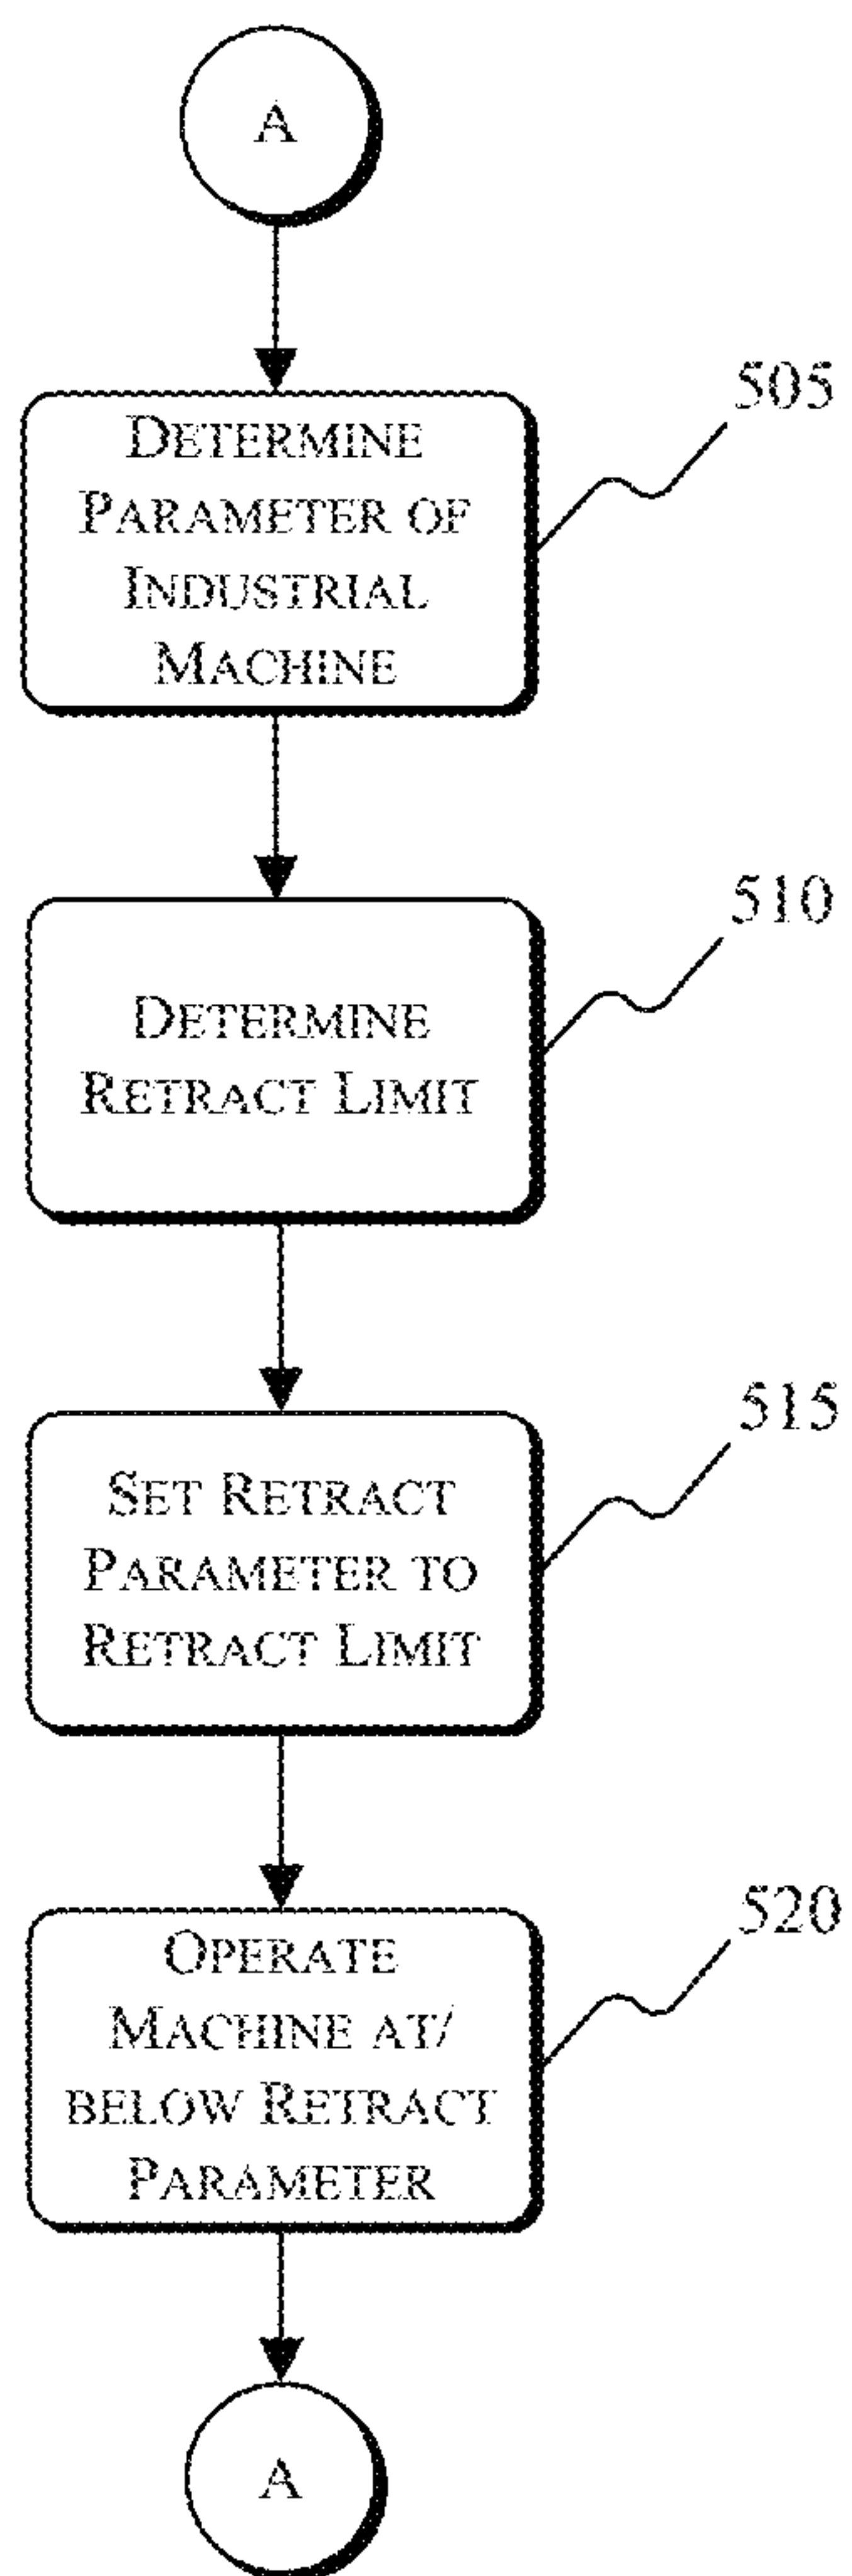 A
505
DETERMINE
PARAMETER OF
INDUSTRIAL
MACHINE
510
DETERMINE
RETRACT LIMIT
515
SET RETRACT
PARAMETER TO
RETRACT LIMIT
520
OPERATE
MACHINE AT/
BELOW RETRACT
PARAMETER
A